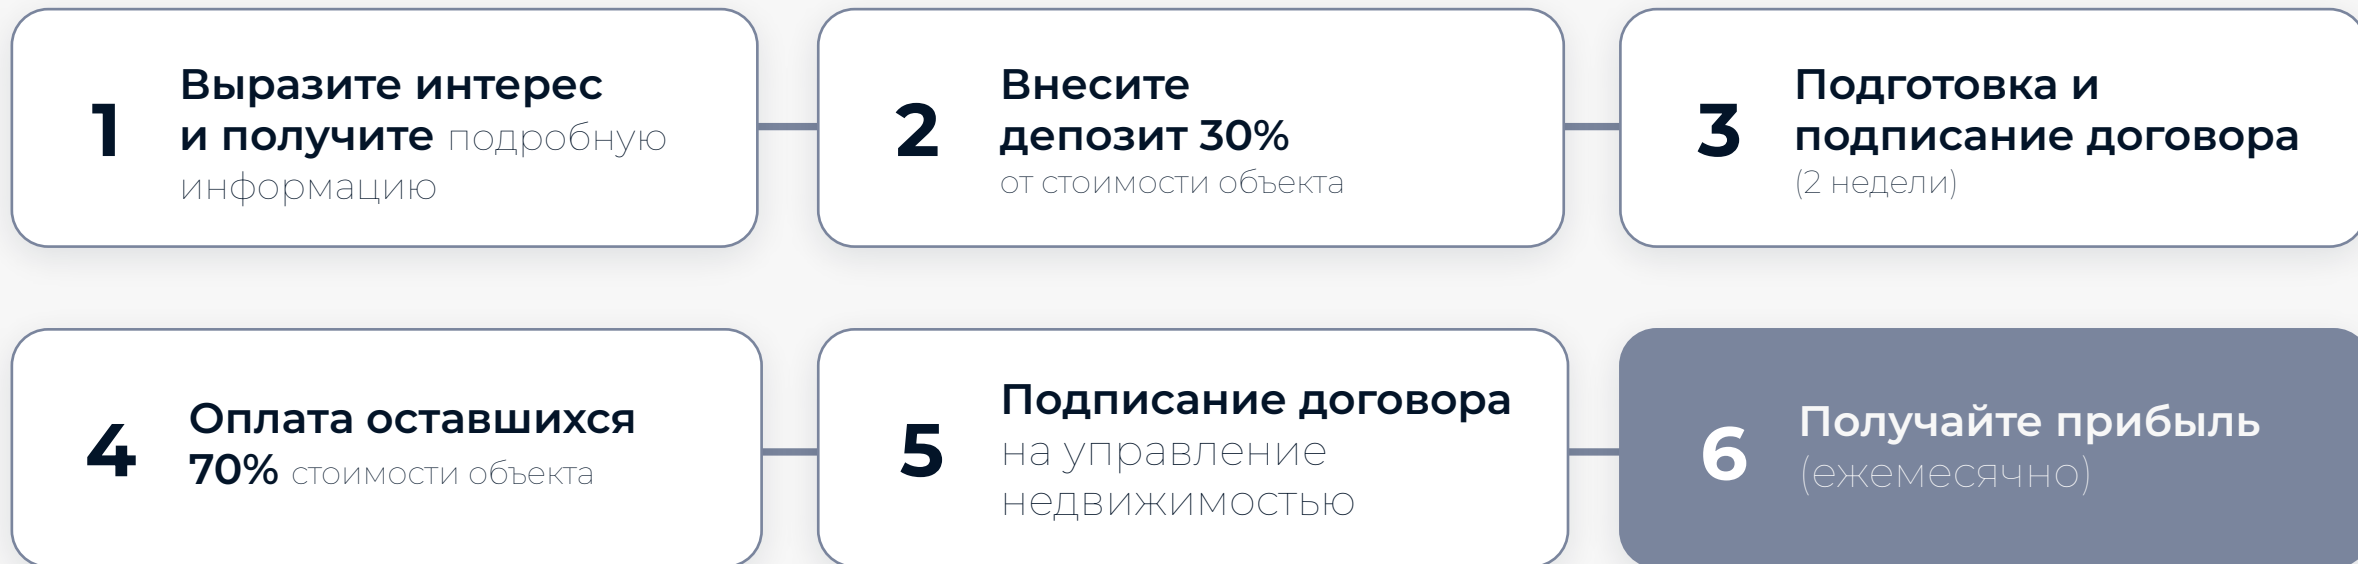 1
Выразите интерес
и получите подробную
информацию
2
Внесите
депозит 30%
от стоимости объекта
3
Подготовка и
подписание договора
(2 недели)
4
Оплата оставшихся
70% стоимости объекта
5
Подписание договора
на управление
недвижимостью
6
Получайте прибыль
(ежемесячно)